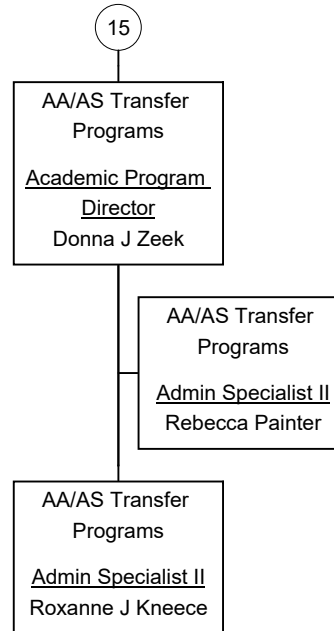 15
AA/AS Transfer
Programs
Academic Program
Director
Donna J Zeek
AA/AS Transfer
Programs
Admin Specialist II
Rebecca Painter
AA/AS Transfer
Programs
Admin Specialist II
Roxanne J Kneece